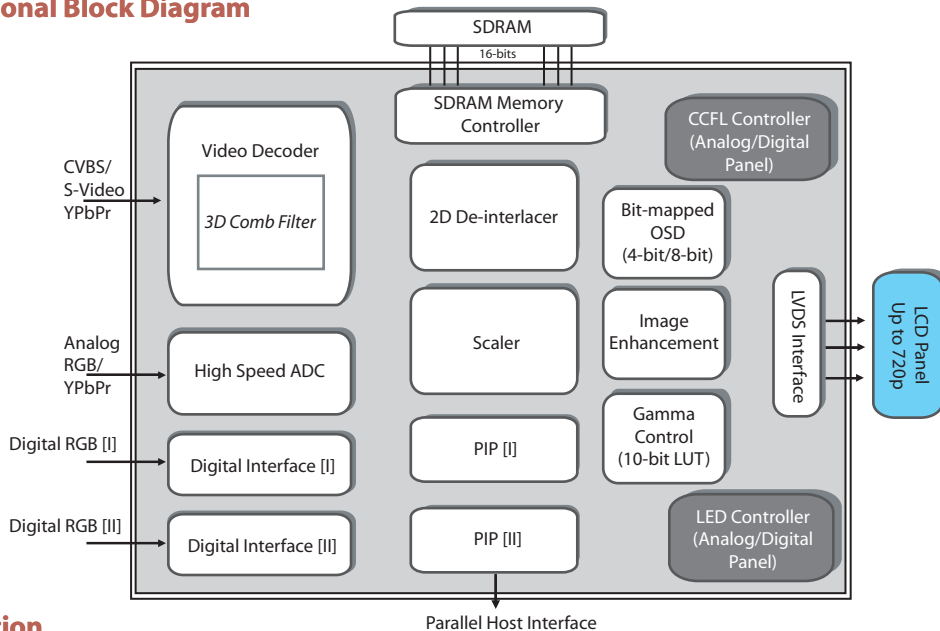 onal Block Diagram
SDRAM
16-bits
SDRAM Memory
Controller
CCFL Controller
(Analog/Digital
Panel)
Video Decoder
3D Comb Filter
CVBS/
S-Video
YPbPr
2D De-interlacer
Bit-mapped
OSD
(4-bit/8-bit)
LVDS Interface
LCD Panel
Up to 720p
Analog
RGB/
YPbPr
High Speed ADC
Scaler
Image
Enhancement
Digital RGB [I]
Digital Interface [I]
PIP [I]
Gamma
Control
(10-bit LUT)
Digital RGB [II]
Digital Interface [II]
PIP [II]
LED Controller
(Analog/Digital
Panel)
Parallel Host Interface
tion